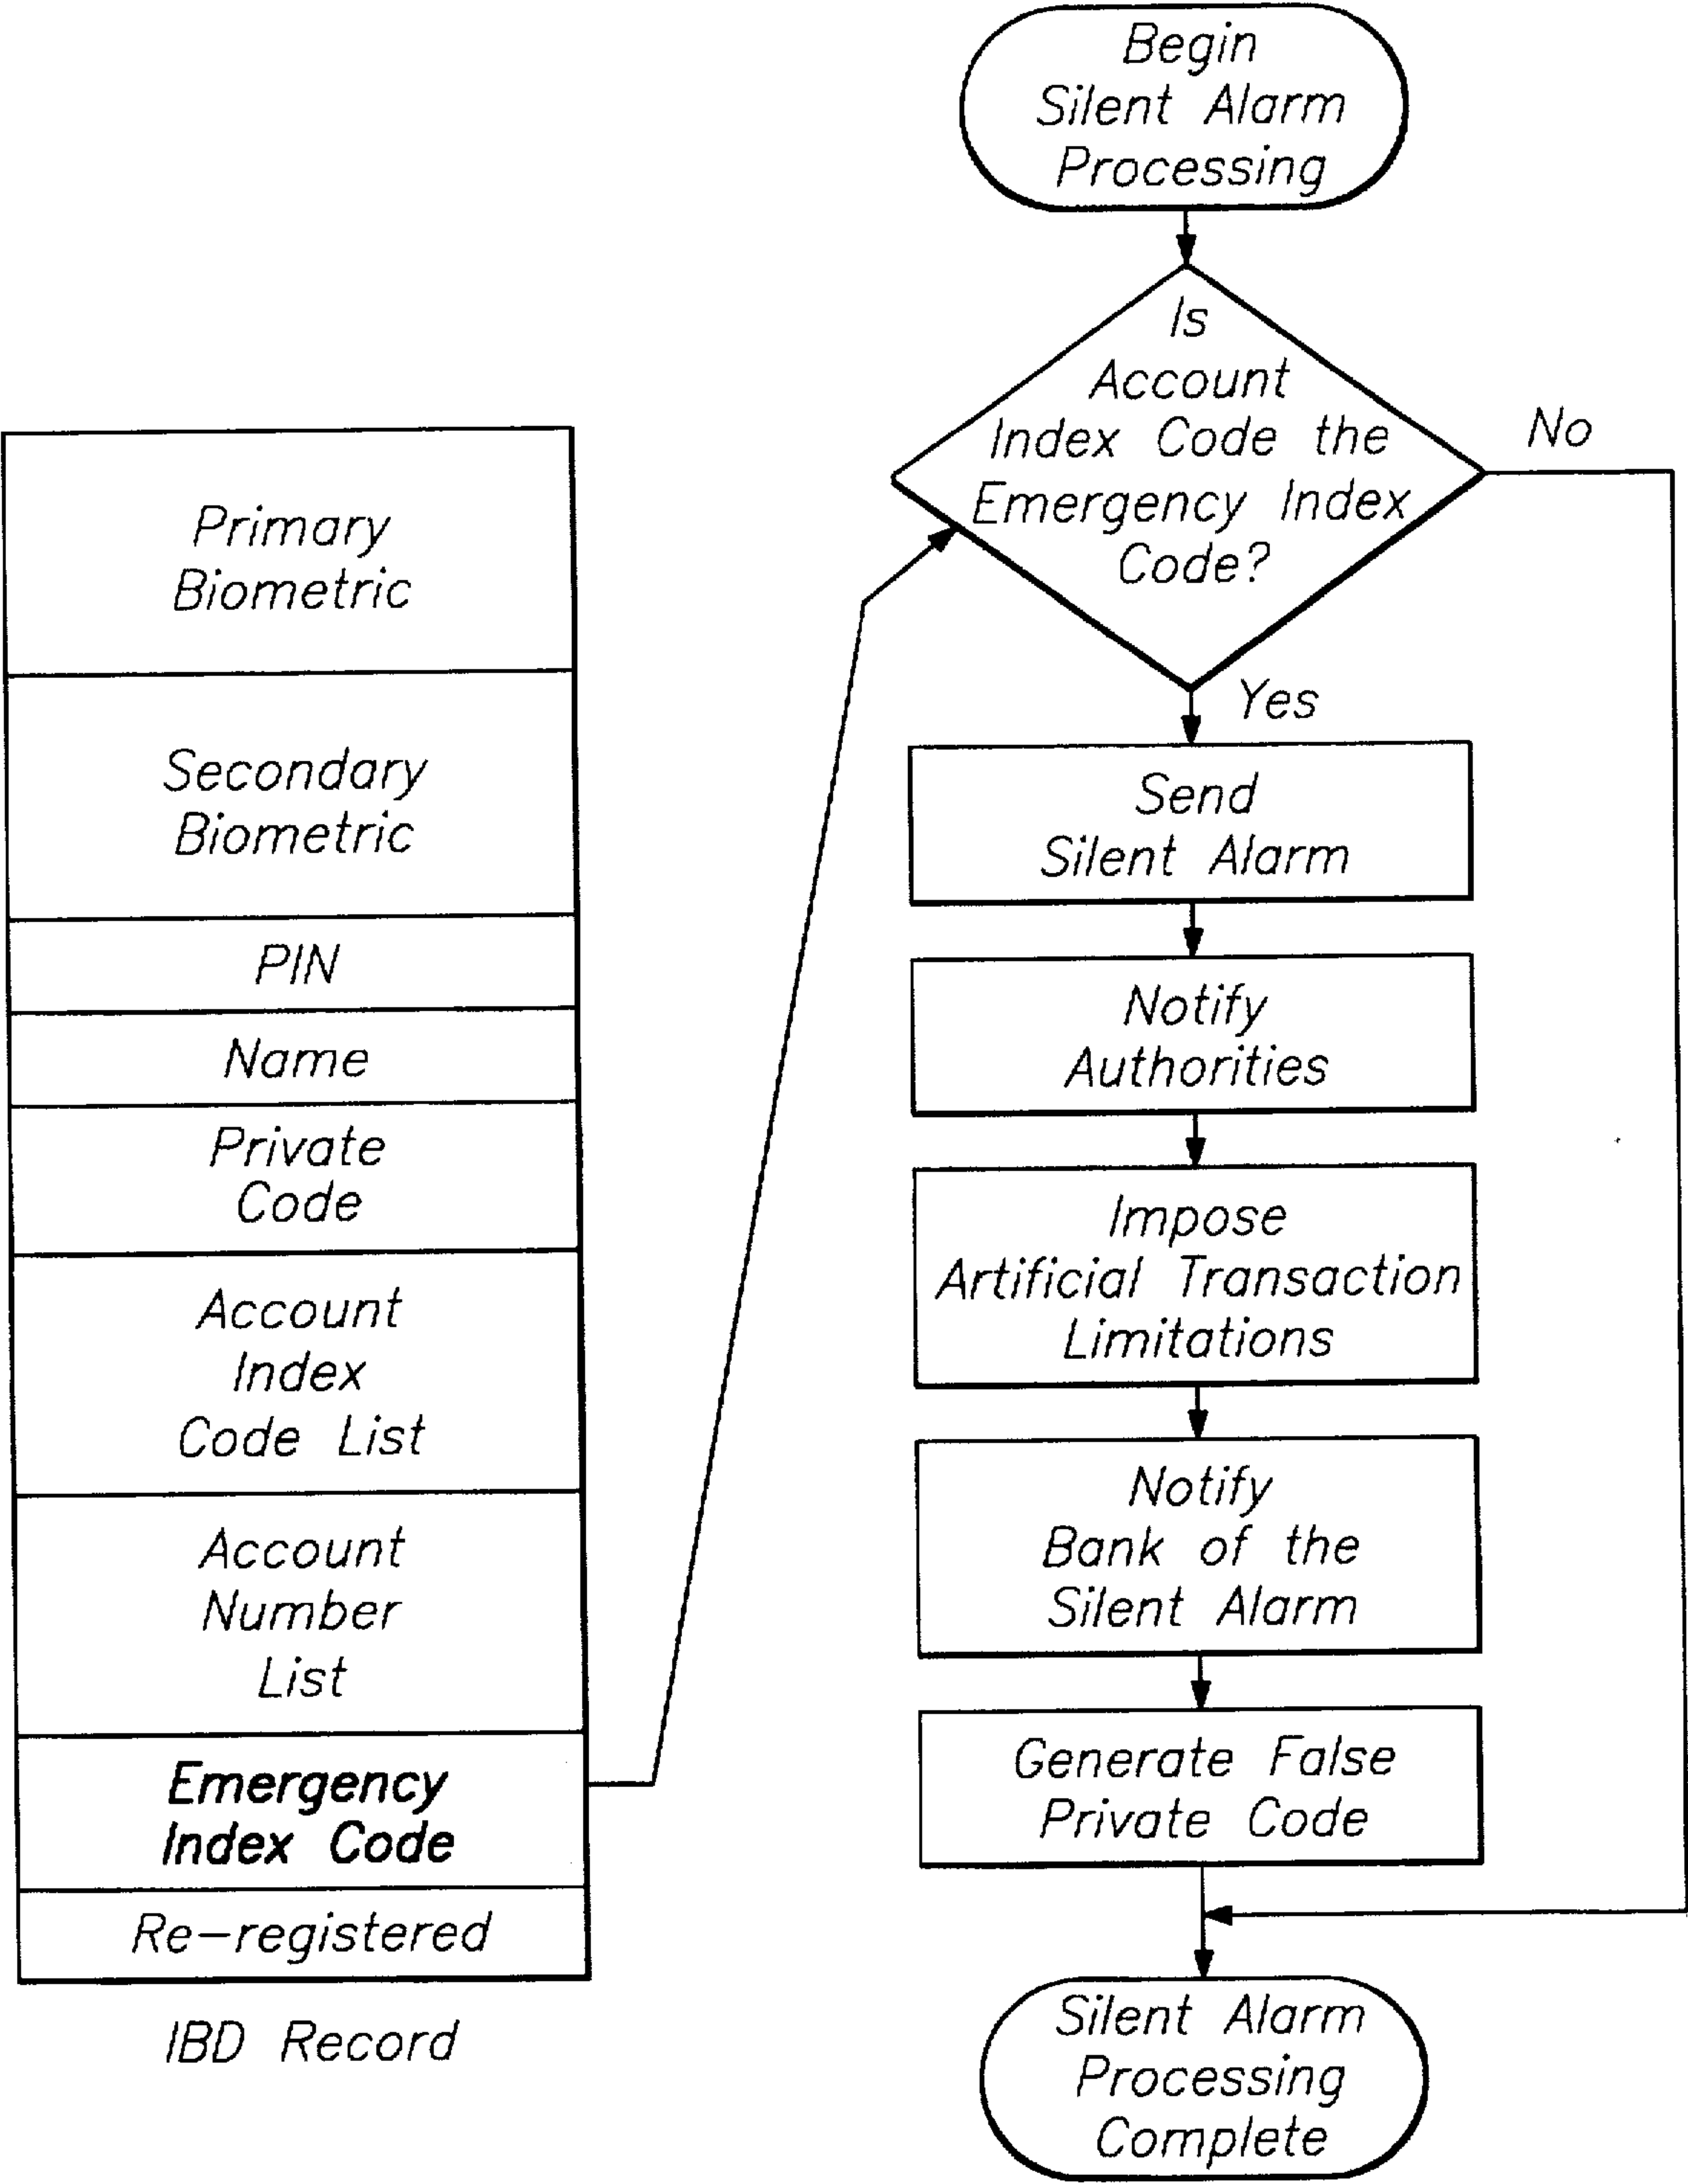 Begin
Silent Alarm
Processing
Is
Account
Index Code the
Emergency Index
Code?
No
Yes
Send
Silent Alarm
Notify
Authorities
Impose
Artificial Transaction
Limitations
Notify
Bank of the
Silent Alarm
Generate False
Private Code
Silent Alarm
Processing
Complete
Primary
Biometric
Secondary
Biometric
PIN
Name
Private
Code
Account
Index
Code List
Account
Number
List
Emergency
Index Code
Re-registered
IBD Record